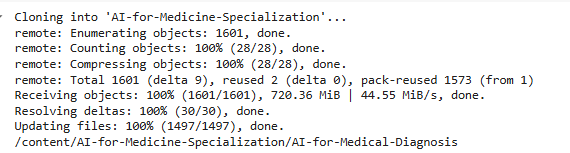 Cloning into 'AI-for-Medicine-Specialization'...
remote: Enumerating objects: 1601, done.
remote: Counting objects: 100% (28/28), done.
remote: Compressing objects: 100% (28/28), done.
remote: Total 1601 (delta 9), reused 2 (delta 0), pack-reused 1573 (from 1)
Receiving objects: 100% (1601/1601), 720.36 MiB | 44.55 MiB/s, done.
Resolving deltas: 100% (30/30), done.
Updating files: 100% (1497/1497), done.
/content/AI-for-Medicine-Specialization/AI-for-Medical-Diagnosis